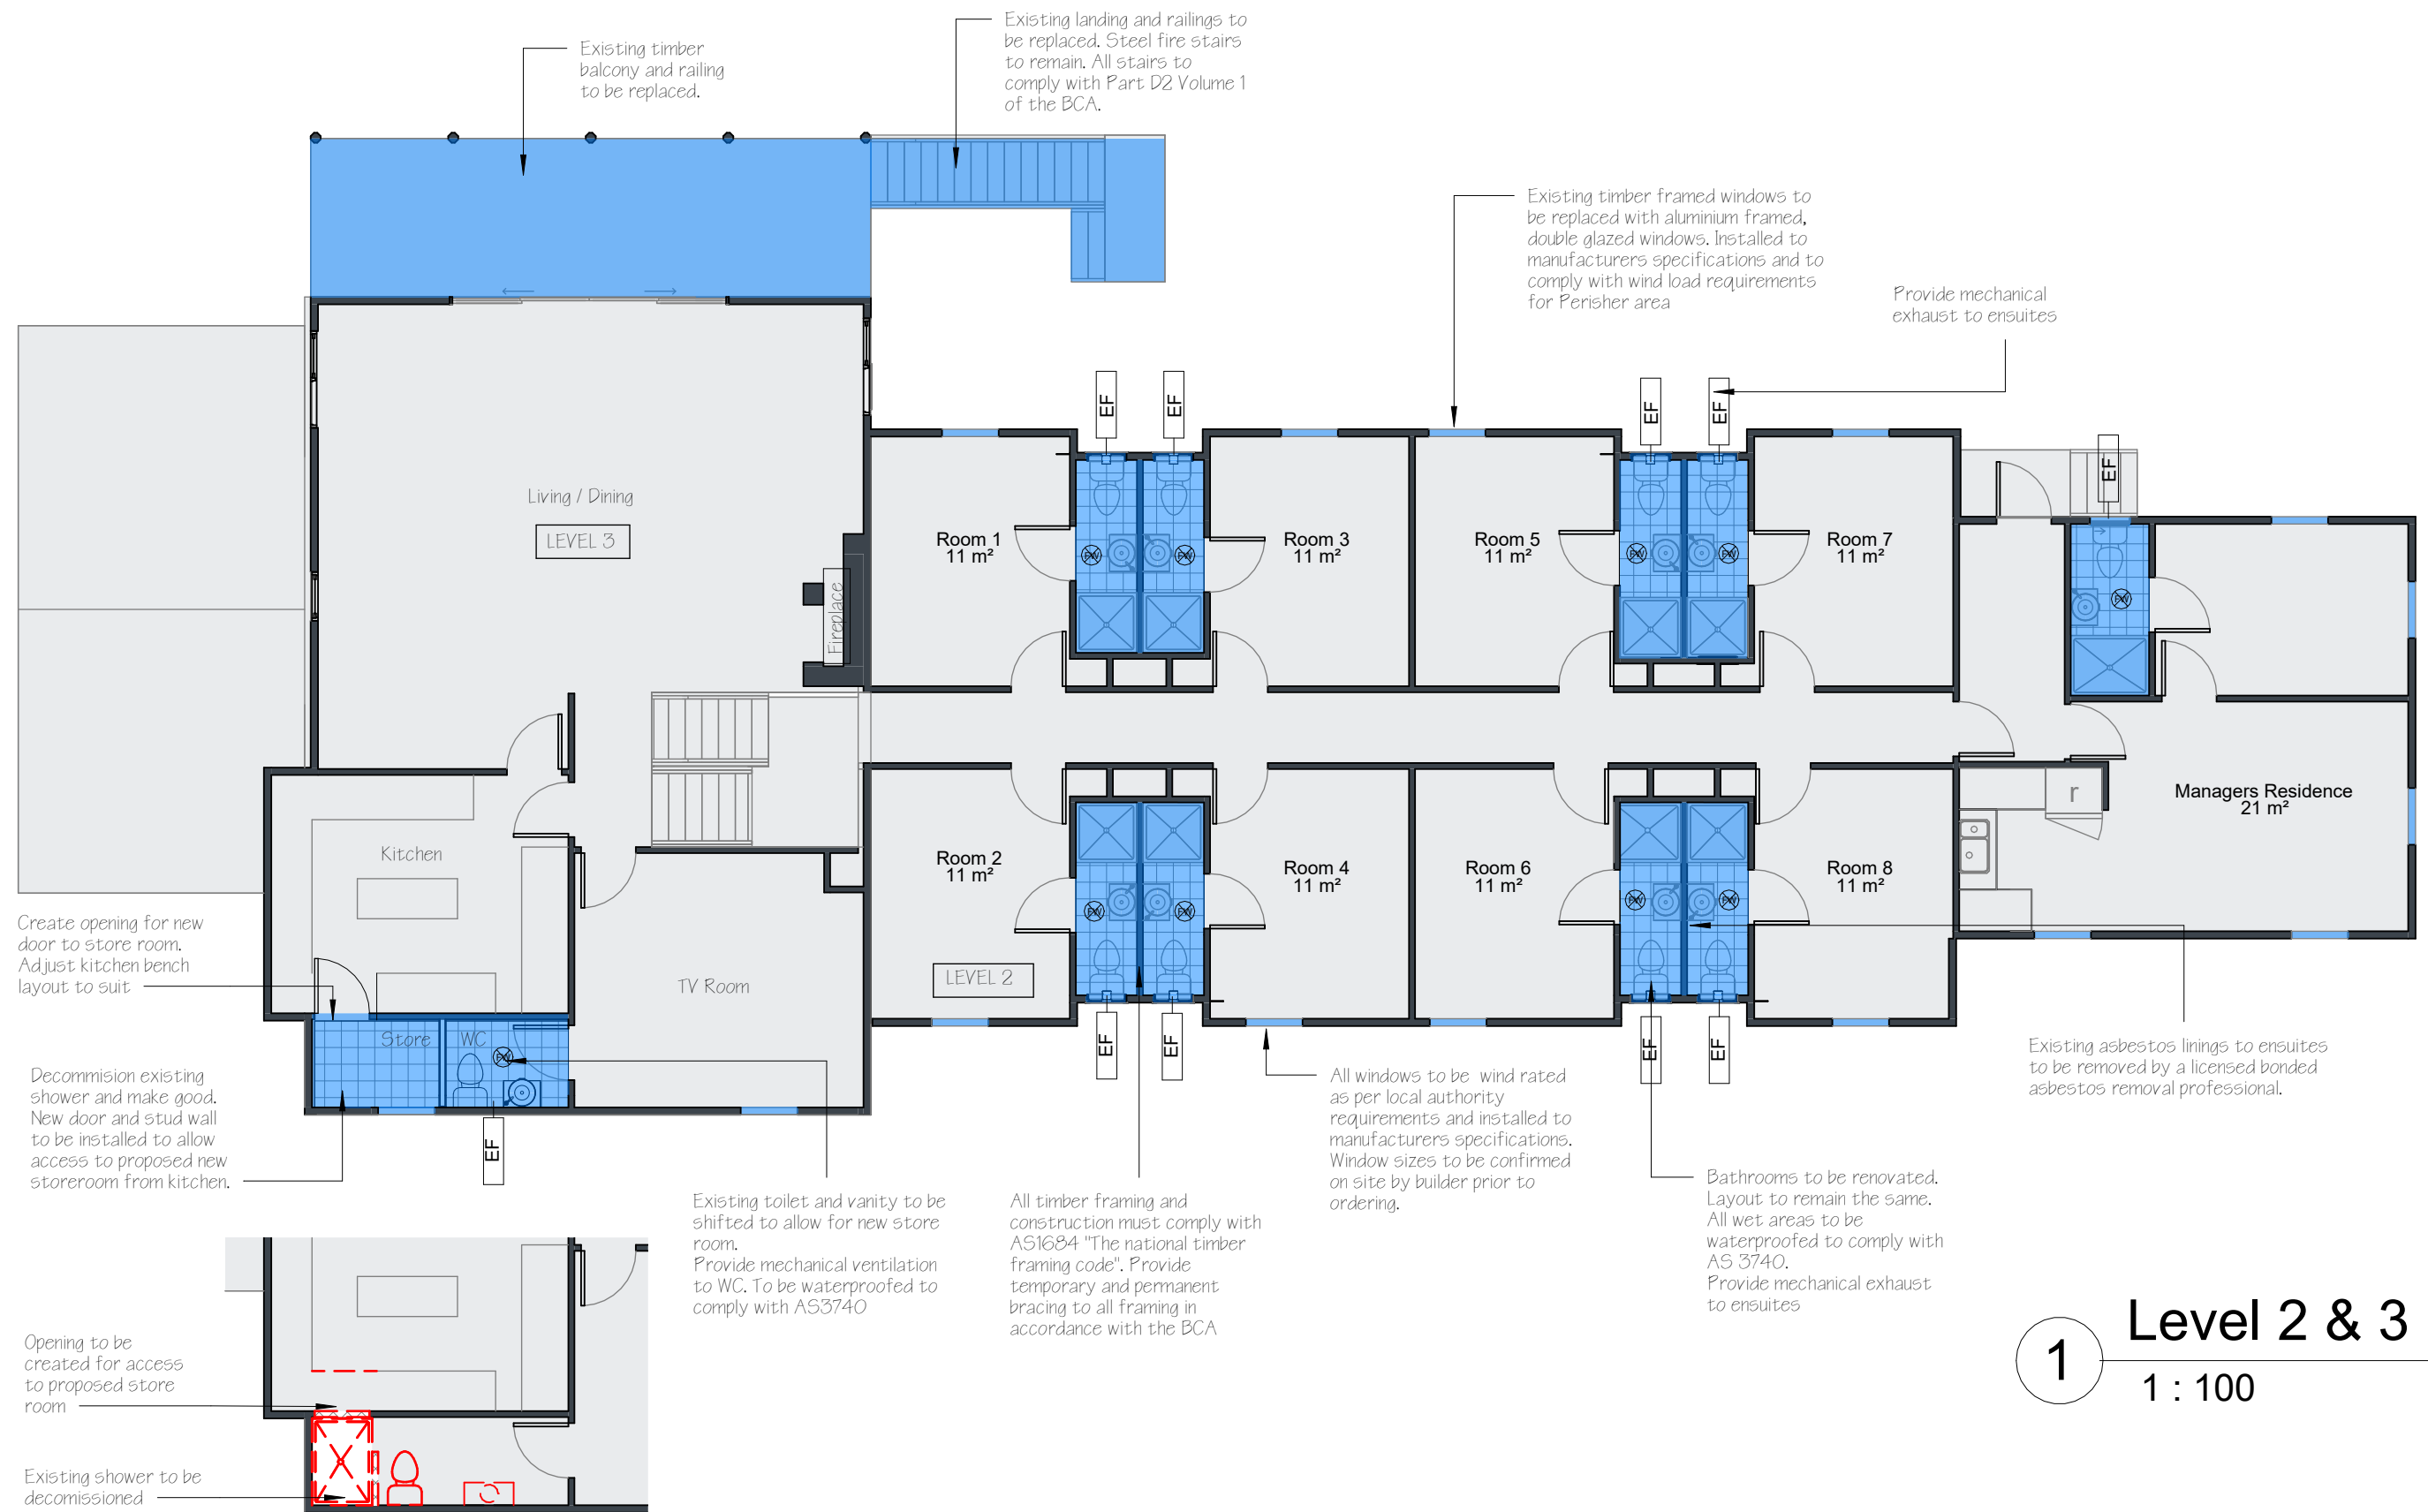 Existing landing and railings to
be replaced. Steel fire stairs
to remain. All stairs to
comply with Part D2 Volume 1
of the BCA.
Existing timber
balcony and railing
to be replaced.
Existing timber framed windows to
be replaced with aluminium framed,
double glazed windows. Installed to
manufacturers specifications and to
comply with wind load requirements
for Perisher area
Provide mechanical
exhaust to ensuites
EF
EF
EF
EF
EF
Living / Dining
LEVEL 3
Fireplace
Room 1
11 m²
Room 3
11 m²
Room 5
11 m²
Room 7
11 m²
FW
FW
FW
FW
FW
r
Managers Residence
21 m²
Kitchen
Room 2
11 m²
Room 4
11 m²
Room 6
11 m²
Room 8
11 m²
FW
FW
FW
FW
LEVEL 2
TV Room
Create opening for new
door to store room.
Adjust kitchen bench
layout to suit
Store
WC
FW
EF
EF
EF
EF
EF
Existing asbestos linings to ensuites
to be removed by a licensed bonded
asbestos removal professional.
Decommision existing
shower and make good.
New door and stud wall
to be installed to allow
access to proposed new
storeroom from kitchen.
All windows to be wind rated
as per local authority
requirements and installed to
manufacturers specifications.
Window sizes to be confirmed
on site by builder prior to
ordering.
Bathrooms to be renovated.
Layout to remain the same.
All wet areas to be
waterproofed to comply with
AS 3740.
Provide mechanical exhaust
to ensuites
Existing toilet and vanity to be
shifted to allow for new store
room.
Provide mechanical ventilation
to WC. To be waterproofed to
comply with AS3740
All timber framing and
construction must comply with
AS1684 "The national timber
framing code". Provide
temporary and permanent
bracing to all framing in
accordance with the BCA
Opening to be
created for access
to proposed store
room
Existing shower to be
decomissioned
1
Level 2 & 3
1 : 100